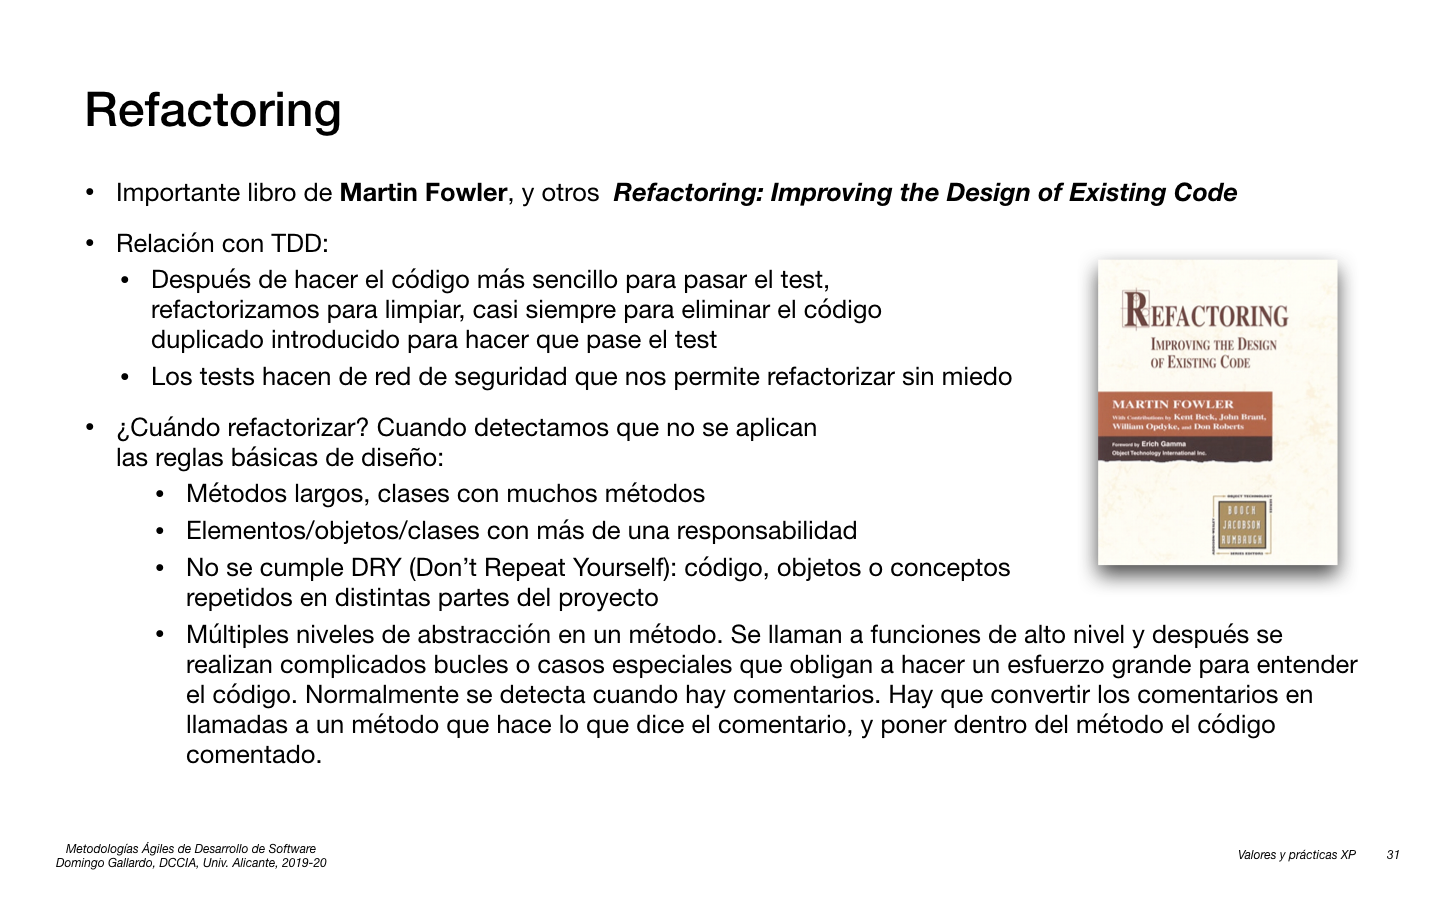 Refactoring
• Importante libro de Martin Fowler, y otros Refactoring: Improving the Design of Existing Code
• Relación con TDD:
• Después de hacer el código más sencillo para pasar el test,
refactorizamos para limpiar, casi siempre para eliminar el código
duplicado introducido para hacer que pase el test
• Los tests hacen de red de seguridad que nos permite refactorizar sin miedo
• ¿Cuándo refactorizar? Cuando detectamos que no se aplican
las reglas básicas de diseño:
• Métodos largos, clases con muchos métodos
• Elementos/objetos/clases con más de una responsabilidad
• No se cumple DRY (Don’t Repeat Yourself): código, objetos o conceptos
repetidos en distintas partes del proyecto
• Múltiples niveles de abstracción en un método. Se llaman a funciones de alto nivel y después se
realizan complicados bucles o casos especiales que obligan a hacer un esfuerzo grande para entender
el código. Normalmente se detecta cuando hay comentarios. Hay que convertir los comentarios en
llamadas a un método que hace lo que dice el comentario, y poner dentro del método el código
comentado.
REFACTORING
IMPROVING THE DESIGN
OF EXISTING CODE
MARTIN FOWLER
With Contributions by Kent Beck, John Brant,
William Opdyke, and Don Roberts
Foreword by Erich Gamma
Object Technology International Inc.
OBJECT TECHNOLOGY
SERIES
BOOCH
JACOBSON
RUMBAUGH
SERIES EDITORS
Metodologías Ágiles de Desarrollo de Software
Domingo Gallardo, DCCIA, Univ. Alicante, 2019-20
Valores y prácticas XP 31